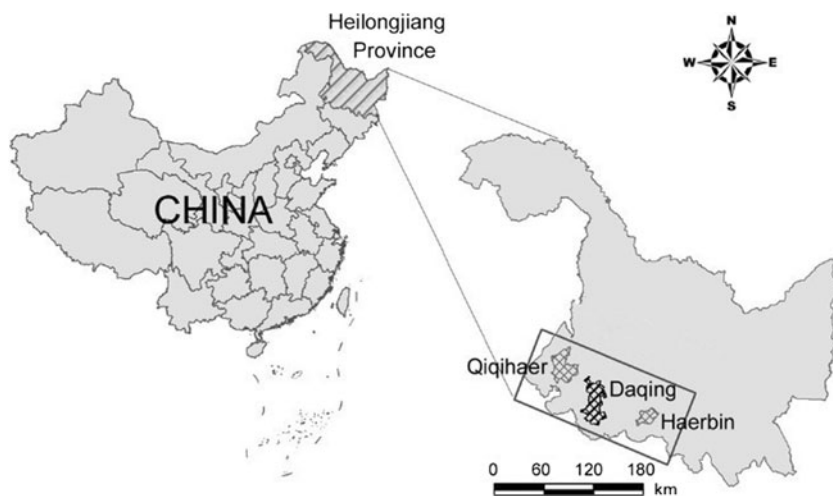 Heilongjiang
Province
N
W E
S
CHINA
Qiqihaer
Daqing
Haerbin
0 60 120 180
km